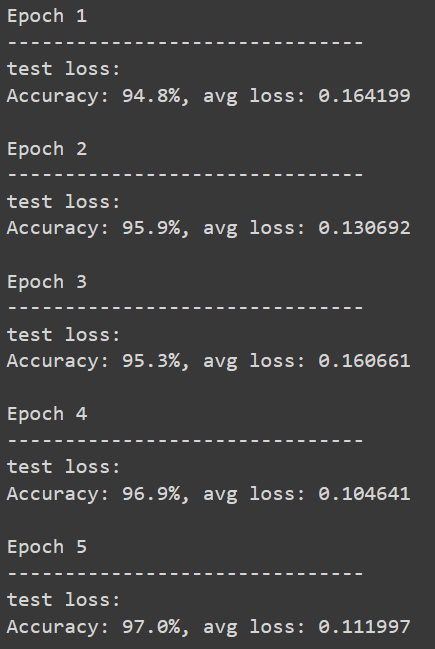 Epoch 1
-------------------------------
test loss:
Accuracy: 94.8%, avg loss: 0.164199
Epoch 2
-------------------------------
test loss:
Accuracy: 95.9%, avg loss: 0.130692
Epoch 3
-------------------------------
test loss:
Accuracy: 95.3%, avg loss: 0.160661
Epoch 4
-------------------------------
test loss:
Accuracy: 96.9%, avg loss: 0.104641
Epoch 5
-------------------------------
test loss:
Accuracy: 97.0%, avg loss: 0.111997